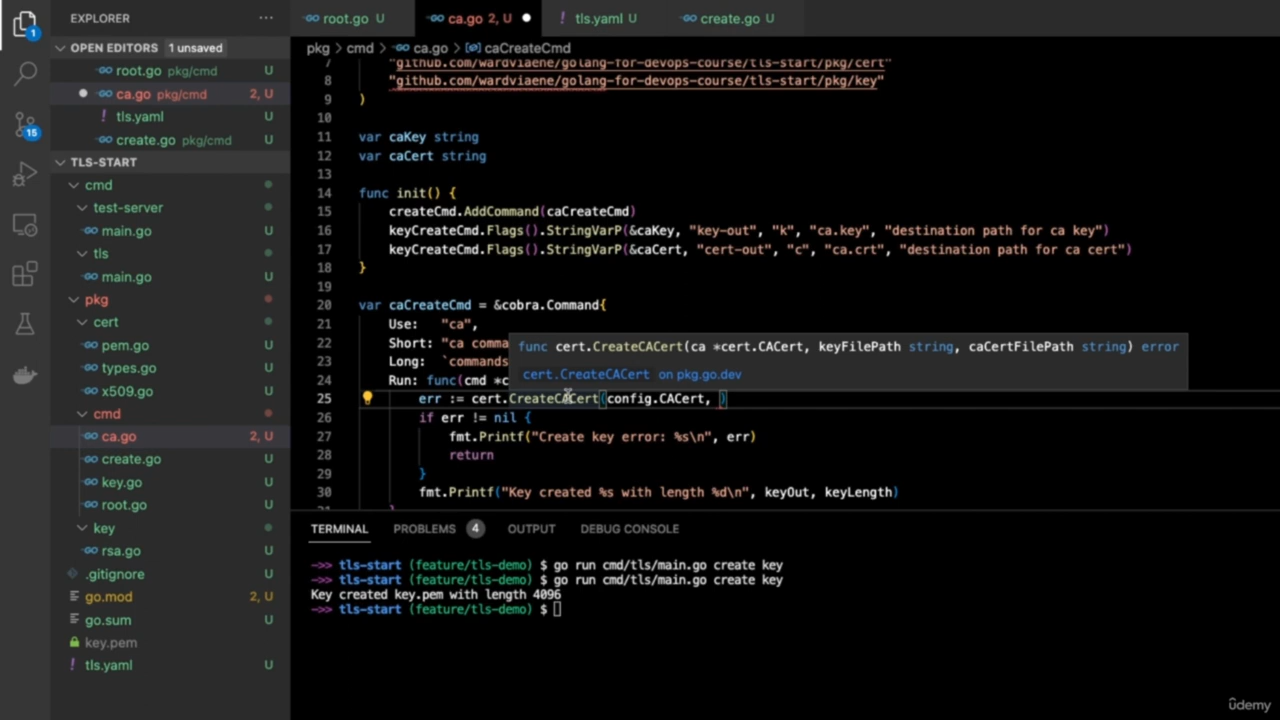 EXPLORER
root.go U
ca.go 2, U
! tls.yaml U
create.go U
OPEN EDITORS 1 unsaved
root.go pkg/cmd U
ca.go pkg/cmd 2, U
! tls.yaml U
create.go pkg/cmd U
TLS-START
cmd
test-server
main.go U
tls
main.go U
pkg
cert
pem.go U
types.go U
x509.go U
cmd
ca.go 2, U
create.go U
key.go U
root.go U
key
rsa.go U
.gitignore U
go.mod 2, U
go.sum U
key.pem
! tls.yaml U
1
15
pkg > cmd > ca.go > caCreateCmd
7 "github.com/wardviaene/golang-for-devops-course/tls-start/pkg/cert"
8 "github.com/wardviaene/golang-for-devops-course/tls-start/pkg/key"
9 )
10
11 var caKey string
12 var caCert string
13
14 func init() {
15 createCmd.AddCommand(caCreateCmd)
16 keyCreateCmd.Flags().StringVarP(&caKey, "key-out", "k", "ca.key", "destination path for ca key")
17 keyCreateCmd.Flags().StringVarP(&caCert, "cert-out", "c", "ca.crt", "destination path for ca cert")
18 }
19
20 var caCreateCmd = &cobra.Command{
21 Use: "ca",
22 Short: "ca comma
23 Long: `commands
24 Run: func(cmd *c
func cert.CreateCACert(ca *cert.CACert, keyFilePath string, caCertFilePath string) error
cert.CreateCACert on pkg.go.dev
25 err := cert.CreateCACert(config.CACert, )
26 if err != nil {
27 fmt.Printf("Create key error: %s\n", err)
28 return
29 }
30 fmt.Printf("Key created %s with length %d\n", keyOut, keyLength)
TERMINAL PROBLEMS 4 OUTPUT DEBUG CONSOLE
->> tls-start (feature/tls-demo) $ go run cmd/tls/main.go create key
->> tls-start (feature/tls-demo) $ go run cmd/tls/main.go create key
Key created key.pem with length 4096
->> tls-start (feature/tls-demo) $
ûdemy